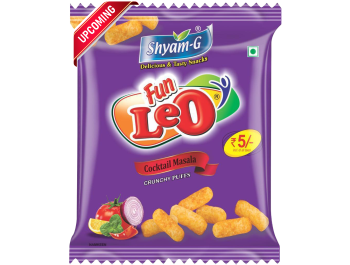 UPCOMING
Shyam-G
Delicious & Tasty Snacks
Fun
LeO®
₹5/-
Cocktail Masala
CRUNCHY PUFFS